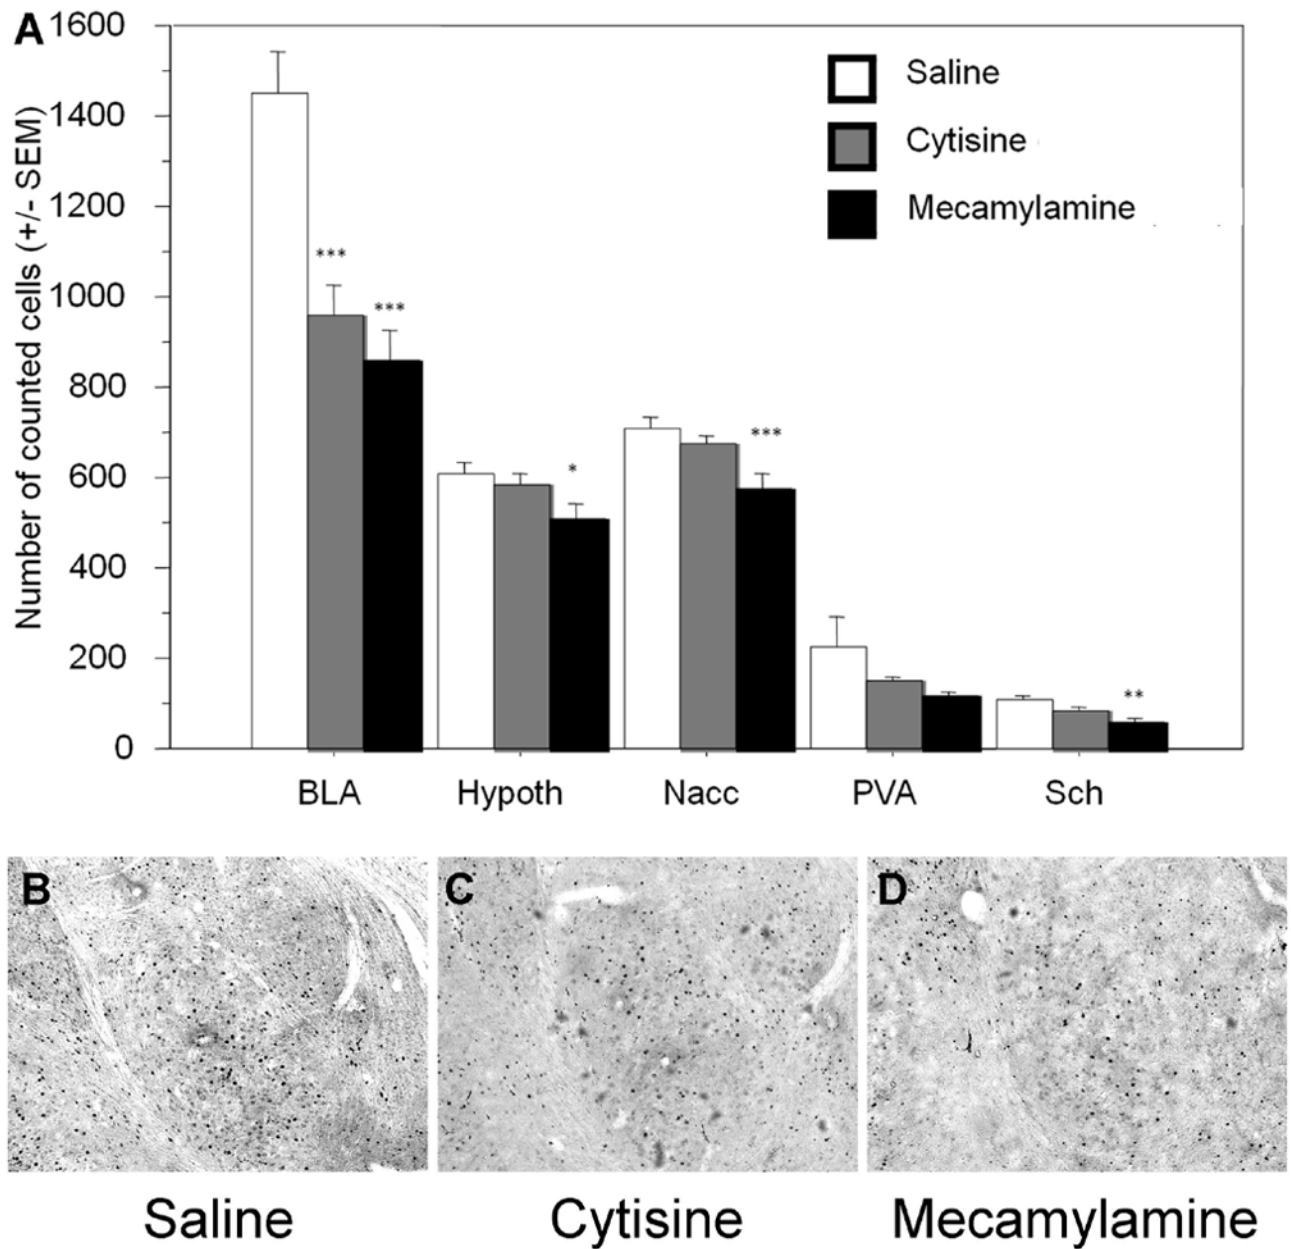 A
1600
1400
1200
1000
800
600
400
200
0
Number of counted cells (+/- SEM)
Saline
Cytisine
Mecamylamine
***
***
*
***
**
BLA Hypoth Nacc PVA Sch
B C D
Saline Cytisine Mecamylamine